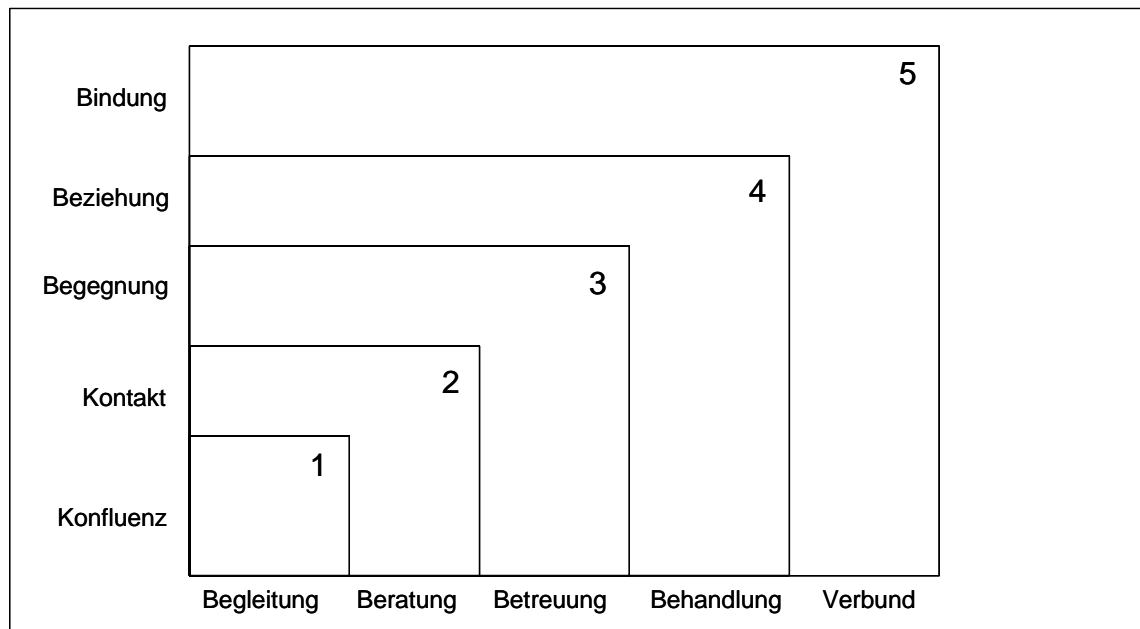 5
Bindung
4
Beziehung
3
Begegnung
2
Kontakt
1
Konfluenz
Begleitung Beratung Betreuung Behandlung Verbund